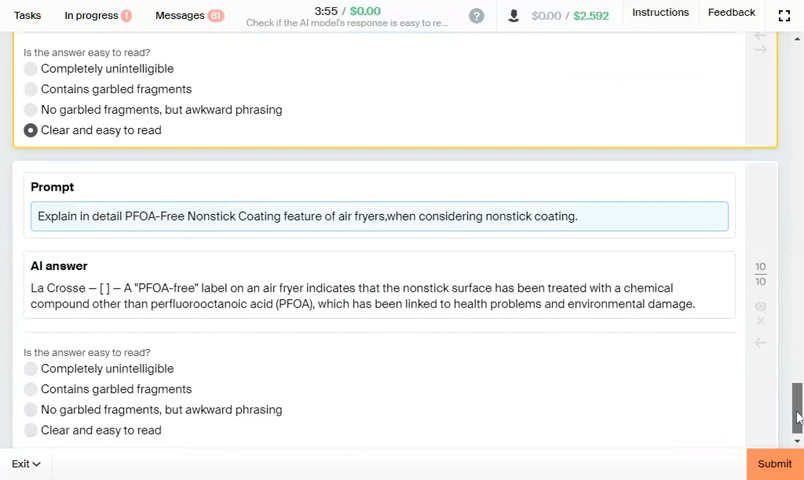 Tasks In progress 1 Messages 81 3:55 / $0.00 $0.00 / $2.592 Instructions Feedback
Check if the AI model's response is easy to re...
Is the answer easy to read?
Completely unintelligible
Contains garbled fragments
No garbled fragments, but awkward phrasing
Clear and easy to read
Prompt
Explain in detail PFOA-Free Nonstick Coating feature of air fryers,when considering nonstick coating.
AI answer
La Crosse – [ ] – A "PFOA-free" label on an air fryer indicates that the nonstick surface has been treated with a chemical
compound other than perfluorooctanoic acid (PFOA), which has been linked to health problems and environmental damage.
10
10
Is the answer easy to read?
Completely unintelligible
Contains garbled fragments
No garbled fragments, but awkward phrasing
Clear and easy to read
Exit Submit